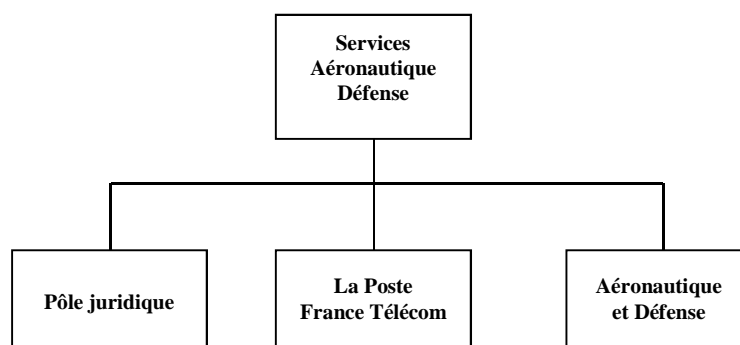 Services
Aéronautique
Défense
Pôle juridique
La Poste
France Télécom
Aéronautique
et Défense